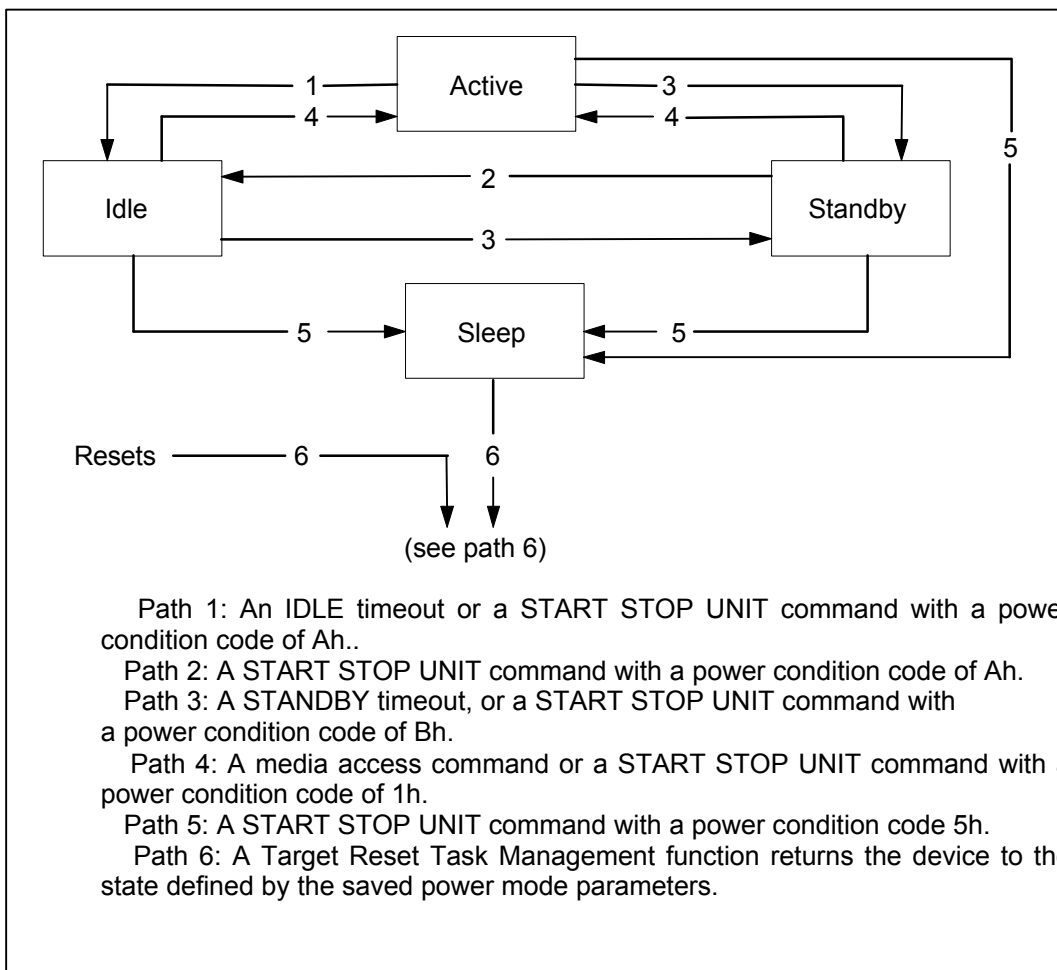 Active
1
3
4
4
5
2
Idle
Standby
3
5
Sleep
5
Resets
6
6
(see path 6)
Path 1: An IDLE timeout or a START STOP UNIT command with a power
condition code of Ah..
Path 2: A START STOP UNIT command with a power condition code of Ah.
Path 3: A STANDBY timeout, or a START STOP UNIT command with
a power condition code of Bh.
Path 4: A media access command or a START STOP UNIT command with a
power condition code of 1h.
Path 5: A START STOP UNIT command with a power condition code 5h.
Path 6: A Target Reset Task Management function returns the device to the
state defined by the saved power mode parameters.